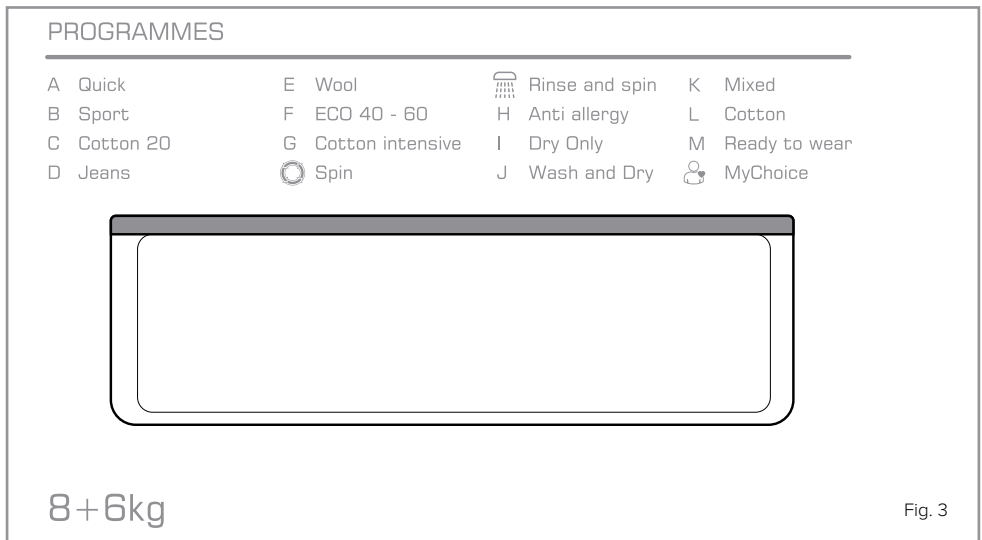 PROGRAMMES
A Quick
B Sport
C Cotton 20
D Jeans
E Wool
F ECO 40 - 60
G Cotton intensive
Spin
Rinse and spin
H Anti allergy
I Dry Only
J Wash and Dry
K Mixed
L Cotton
M Ready to wear
MyChoice
8+6kg
Fig. 3